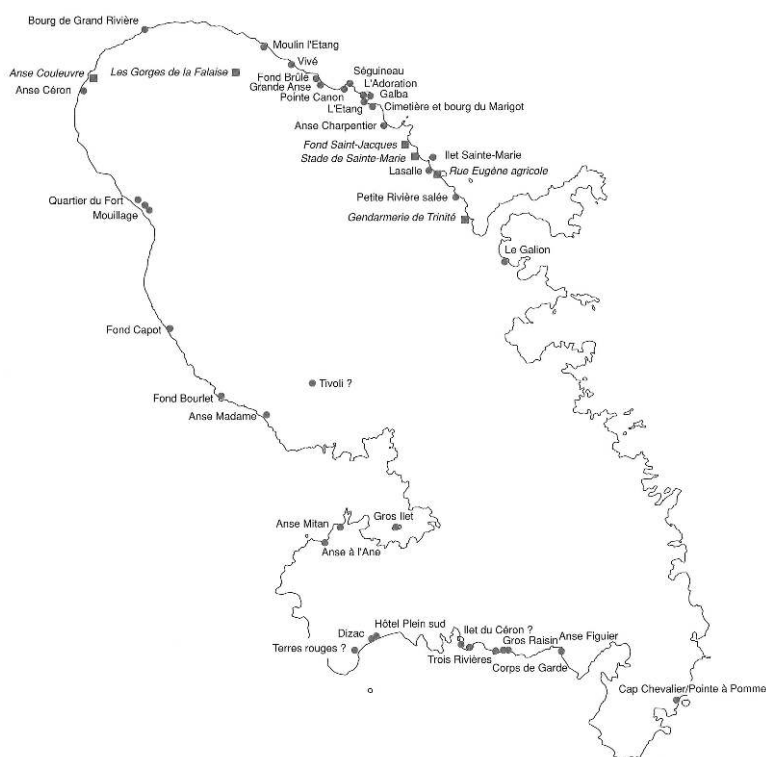 Bourg de Grand Rivière
Moulin l'Etang
Vivé
Séguineau
Anse Couleuvre
Les Gorges de la Falaise
Fond Brûlé
L'Adoration
Anse Céron
Grande Anse
Galba
Pointe Canon
L'Etang
Cimetière et bourg du Marigot
Anse Charpentier
Fond Saint-Jacques
Stade de Sainte-Marie
Ilet Sainte-Marie
Lasalle
Rue Eugène agricole
Quartier du Fort
Petite Rivière salée
Mouillage
Gendarmerie de Trinité
Le Galion
Fond Capot
Tivoli ?
Fond Bourlet
Anse Madame
Gros Ilet
Anse Mitan
Anse à l'Ane
Hôtel Plein sud
Dizac
Ilet du Céron ?
Gros Raisin
Anse Figuier
Terres rouges ?
Trois Rivières
Corps de Garde
Cap Chevalier/Pointe à Pomme